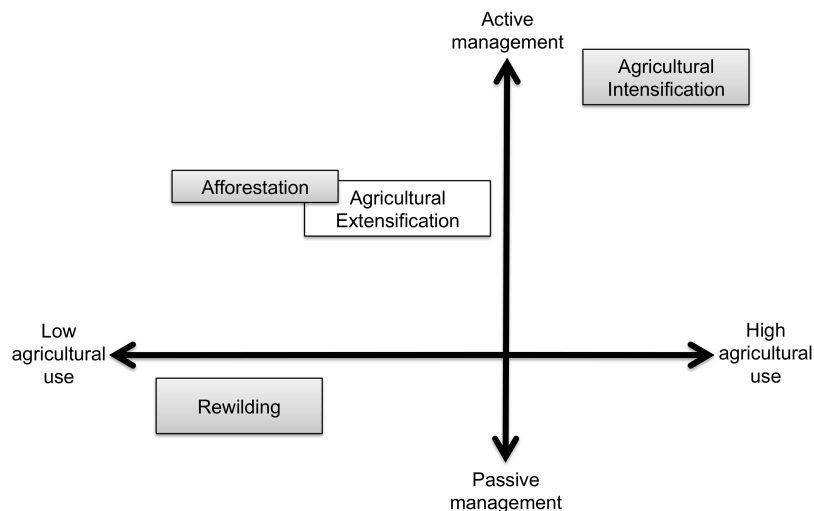 Active
management
Agricultural
Intensification
Afforestation
Agricultural
Extensification
Low
agricultural
use
High
agricultural
use
Rewilding
Passive
management